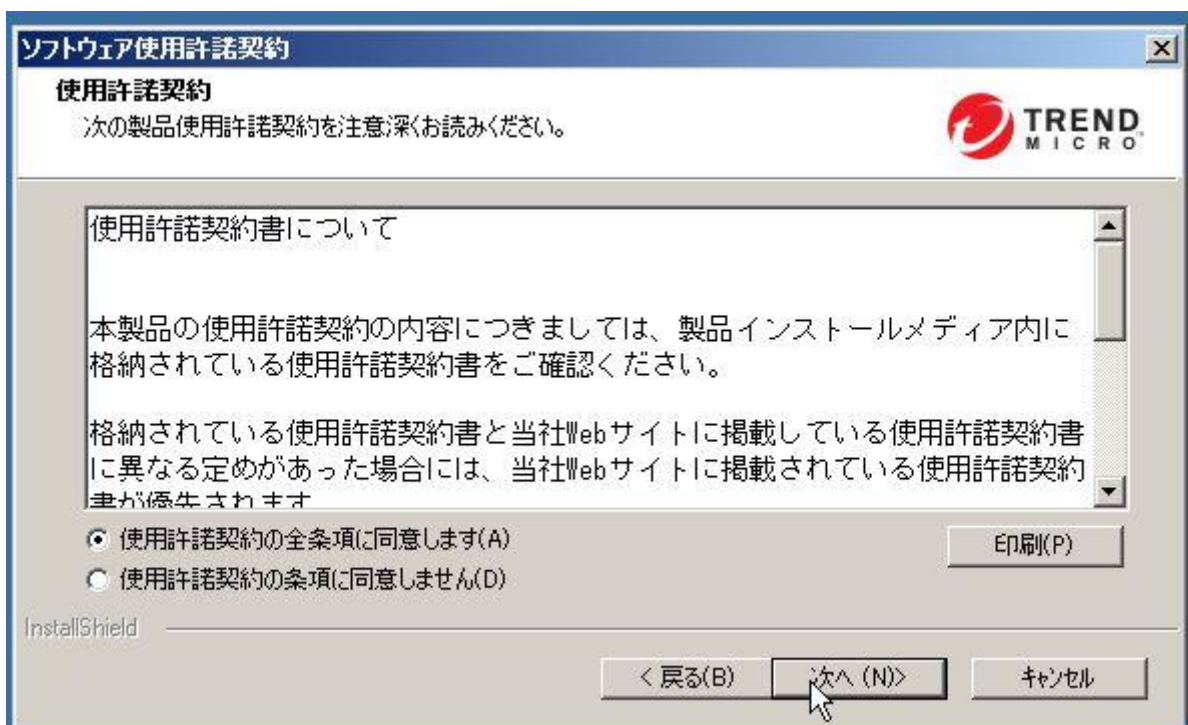 ソフトウェア使用許諾契約
使用許諾契約
次の製品使用許諾契約を注意深くお読みください。
TREND
MICRO
使用許諾契約書について
本製品の使用許諾契約の内容につきましては、製品インストールメディア内に
格納されている使用許諾契約書をご確認ください。
格納されている使用許諾契約書と当社Webサイトに掲載している使用許諾契約書
に異なる定めがあった場合には、当社Webサイトに掲載されている使用許諾契約
書が優先されます
使用許諾契約の全条項に同意します(A)
印刷(P)
使用許諾契約の条項に同意しません(D)
InstallShield
< 戻る(B)
次へ (N)>
キャンセル